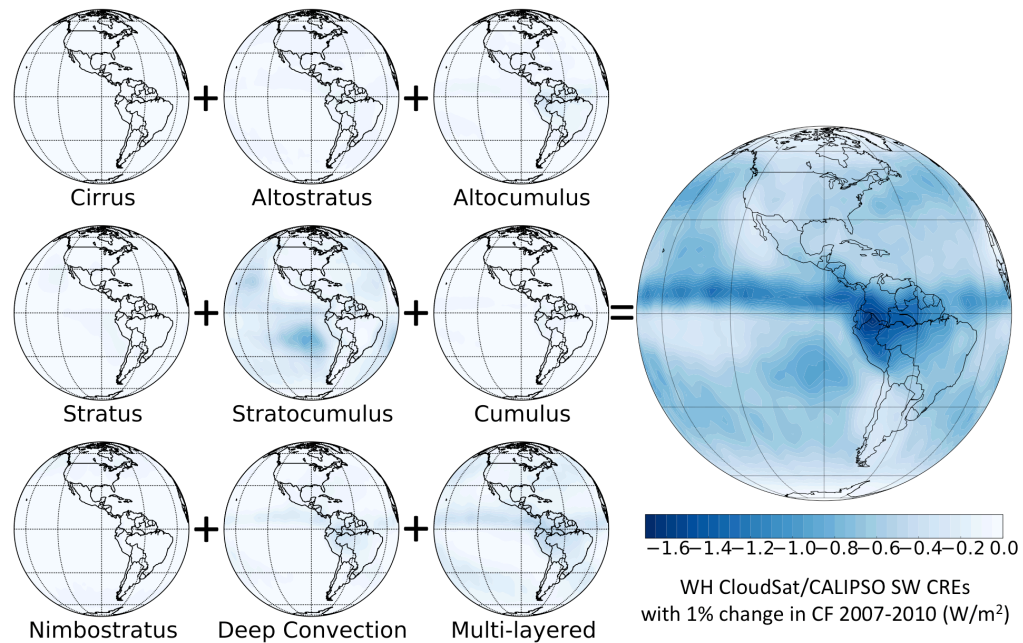 Cirrus + Altostratus + Altocumulus
Stratus + Stratocumulus + Cumulus =
Nimbostratus + Deep Convection + Multi-layered
−1.6 −1.4 −1.2 −1.0 −0.8 −0.6 −0.4 −0.2 0.0
WH CloudSat/CALIPSO SW CREs
with 1% change in CF 2007-2010 (W/m²)